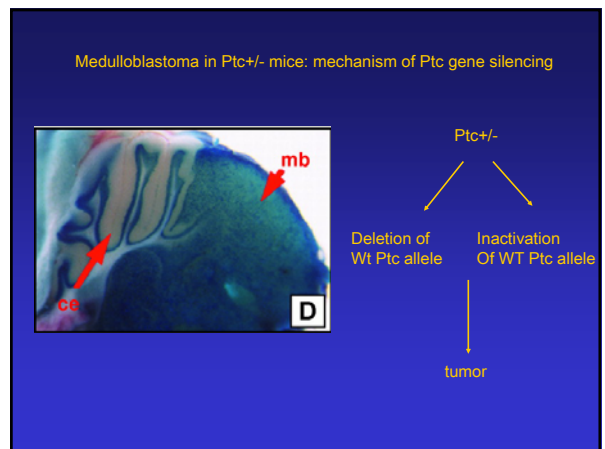 Medulloblastoma in Ptc+/- mice: mechanism of Ptc gene silencing
mb
ce
D
Ptc+/-
Deletion of
Wt Ptc allele
Inactivation
Of WT Ptc allele
tumor